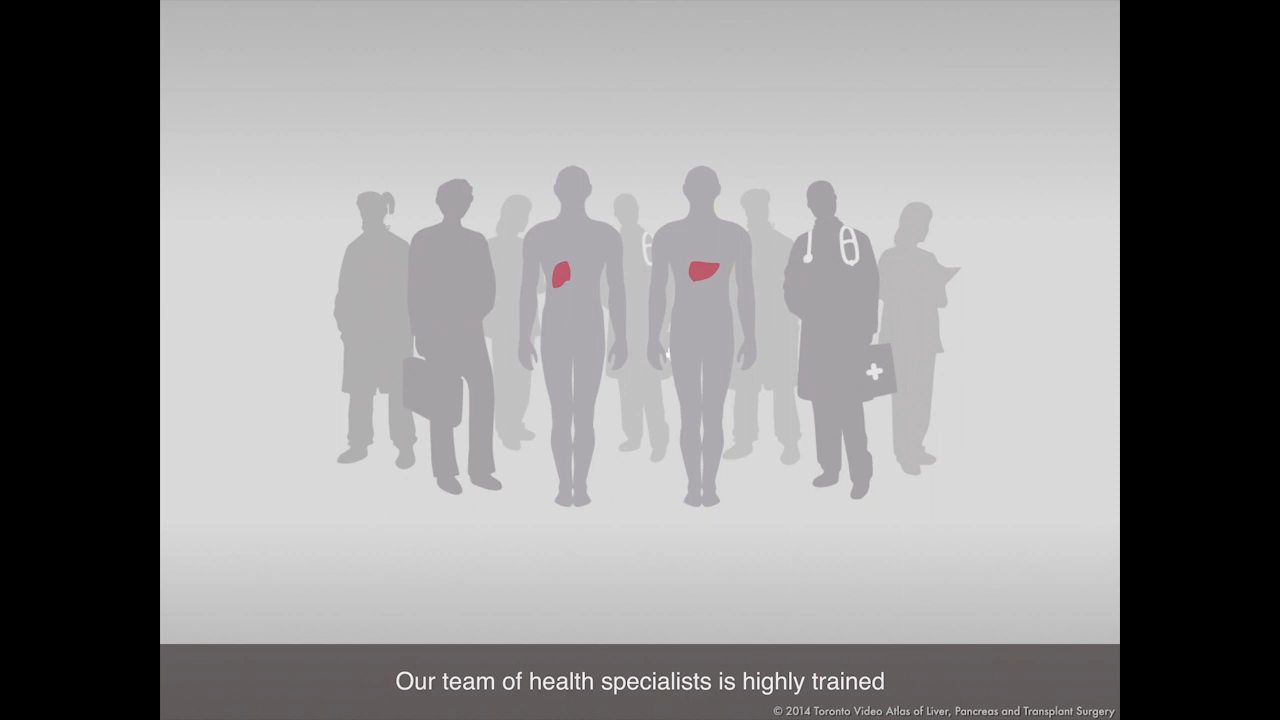 Our team of health specialists is highly trained
© 2014 Toronto Video Atlas of Liver, Pancreas and Transplant Surgery